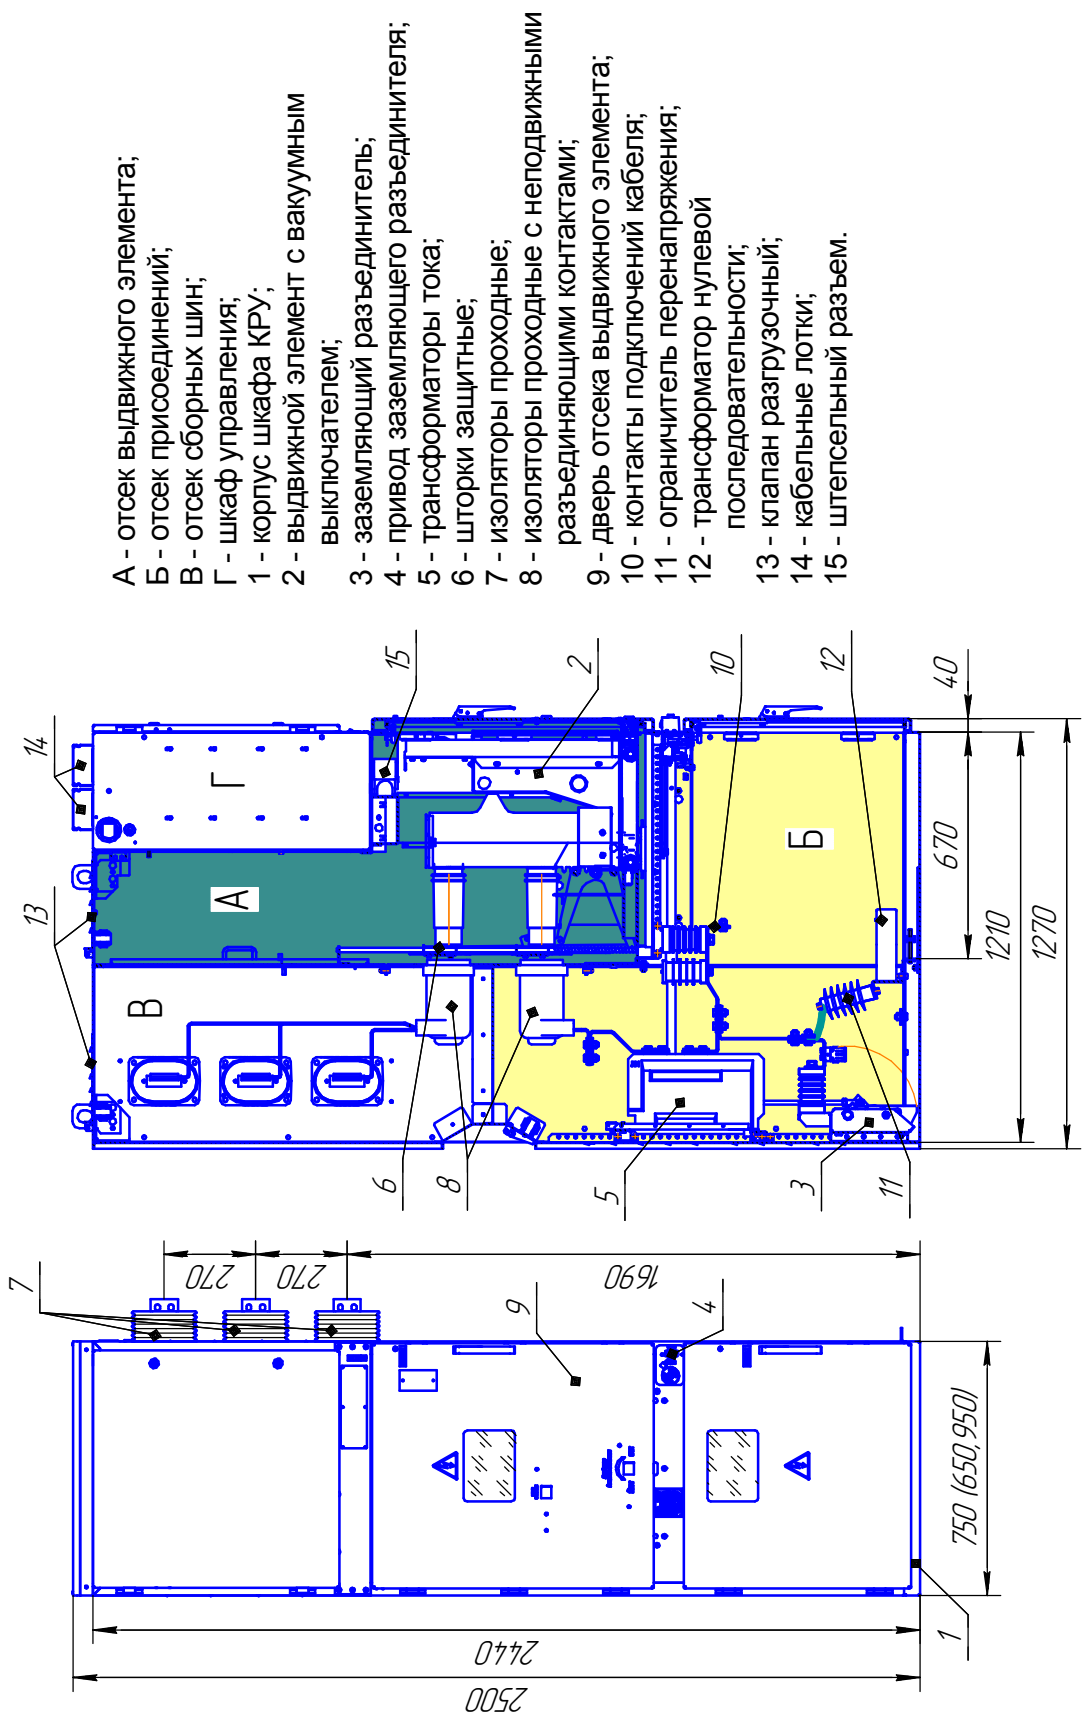 А - отсек выдвижного элемента;
Б - отсек присоединений;
В - отсек сборных шин;
Г - шкаф управления;
1 - корпус шкафа КРУ;
2 - выдвижной элемент с вакуумным
выключателем;
3 - заземляющий разъединитель;
4 - привод заземляющего разъединителя;
5 - трансформаторы тока;
6 - шторки защитные;
7 - изоляторы проходные;
8 - изоляторы проходные с неподвижными
разъединяющими контактами;
9 - дверь отсека выдвижного элемента;
10 - контакты подключений кабеля;
11 - ограничитель перенапряжения;
12 - трансформатор нулевой
последовательности;
13 - клапан разгрузочный;
14 - кабельные лотки;
15 - штепсельный разъем.
13
14
15
2
10
12
40
В
А
Г
Б
670
1210
1270
6
8
5
3
11
7
270
270
1690
9
4
750 (650,950)
1
2440
2500